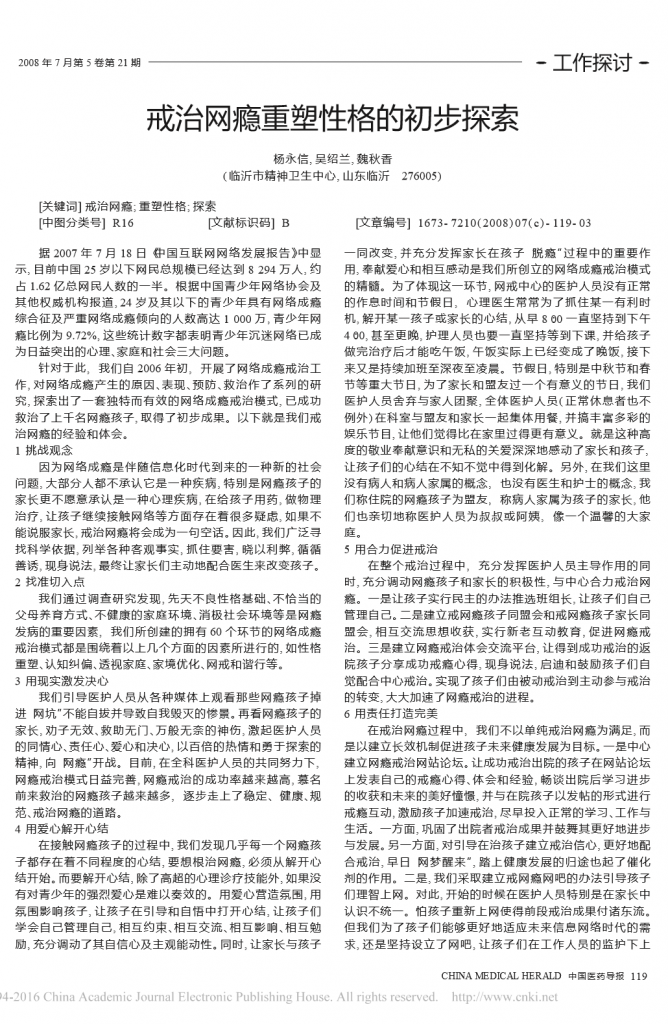 2008 年 7 月第 5 卷第 21 期
- 工作探讨 -
戒治网瘾重塑性格的初步探索
杨永信, 吴绍兰, 魏秋香
(临沂市精神卫生中心, 山东临沂 276005)
[关键词] 戒治网瘾; 重塑性格; 探索
[中图分类号] R16 [文献标识码] B [文章编号] 1673-7210(2008)07(c)-119-03
据 2007 年 7 月 18 日《中国互联网网络发展报告》中显
示, 目前中国 25 岁以下网民总规模已经达到 8 294 万人, 约
占 1.62 亿总网民人数的一半。根据中国青少年网络协会及
其他权威机构报道, 24 岁及其以下的青少年具有网络成瘾
综合征及严重网络成瘾倾向的人数高达 1 000 万, 青少年网
瘾比例为 9.72%, 这些统计数字都表明青少年沉迷网络已成
为日益突出的心理、家庭和社会三大问题。
针对于此, 我们自 2006 年初, 开展了网络成瘾戒治工
作, 对网络成瘾产生的原因、表现、预防、救治作了系列的研
究, 探索出了一套独特而有效的网络成瘾戒治模式, 已成功
救治了上千名网瘾孩子, 取得了初步成果。以下就是我们戒
治网瘾的经验和体会。
1 挑战观念
因为网络成瘾是伴随信息化时代到来的一种新的社会
问题, 大部分人都不承认它是一种疾病, 特别是网瘾孩子的
家长更不愿意承认是一种心理疾病, 在给孩子用药, 做物理
治疗, 让孩子继续接触网络等方面存在着很多疑虑, 如果不
能说服家长, 戒治网瘾将会成为一句空话。因此, 我们广泛寻
找科学依据, 列举各种客观事实, 抓住要害, 晓以利弊, 循循
善诱, 现身说法, 最终让家长们主动地配合医生来改变孩子。
2 找准切入点
我们通过调查研究发现, 先天不良性格基础、不恰当的
父母养育方式、不健康的家庭环境、消极社会环境等是网瘾
发病的重要因素, 我们所创建的拥有 60 个环节的网络成瘾
戒治模式都是围绕着以上几个方面的因素所进行的, 如性格
重塑、认知纠偏、透视家庭、家境优化、网戒和谐行等。
3 用现实激发决心
我们引导医护人员从各种媒体上观看那些网瘾孩子掉
进 网坑"不能自拔并导致自我毁灭的惨景。再看网瘾孩子的
家长, 劝子无效、救助无门、万般无奈的神伤, 激起医护人员
的同情心、责任心、爱心和决心, 以百倍的热情和勇于探索的
精神, 向 网瘾"开战。目前, 在全科医护人员的共同努力下,
网瘾戒治模式日益完善, 网瘾戒治的成功率越来越高, 慕名
前来救治的网瘾孩子越来越多, 逐步走上了稳定、健康、规
范、戒治网瘾的道路。
4 用爱心解开心结
在接触网瘾孩子的过程中, 我们发现几乎每一个网瘾孩
子都存在着不同程度的心结, 要想根治网瘾, 必须从解开心
结开始。而要解开心结, 除了高超的心理诊疗技能外, 如果没
有对青少年的强烈爱心是难以奏效的。用爱心营造氛围, 用
氛围影响孩子, 让孩子在引导和自悟中打开心结, 让孩子们
学会自己管理自己, 相互约束、相互交流、相互影响、相互勉
励, 充分调动了其自信心及主观能动性。同时, 让家长与孩子
一同改变, 并充分发挥家长在孩子 脱瘾"过程中的重要作
用, 奉献爱心和相互感动是我们所创立的网络成瘾戒治模式
的精髓。为了体现这一环节, 网戒中心的医护人员没有正常
的作息时间和节假日, 心理医生常常为了抓住某一有利时
机, 解开某一孩子或家长的心结, 从早 8:00 一直坚持到下午
4:00, 甚至更晚, 护理人员也要一直坚持等到下课, 并给孩子
做完治疗后才能吃午饭, 午饭实际上已经变成了晚饭, 接下
来又是持续加班至深夜至凌晨。节假日, 特别是中秋节和春
节等重大节日, 为了家长和盟友过一个有意义的节日, 我们
医护人员舍弃与家人团聚, 全体医护人员(正常休息者也不
例外)在科室与盟友和家长一起集体用餐, 并搞丰富多彩的
娱乐节目, 让他们觉得比在家里过得更有意义。就是这种高
度的敬业奉献意识和无私的关爱深深地感动了家长和孩子,
让孩子们的心结在不知不觉中得到化解。另外, 在我们这里
没有病人和病人家属的概念, 也没有医生和护士的概念, 我
们称住院的网瘾孩子为盟友, 称病人家属为孩子的家长, 他
们也亲切地称医护人员为叔叔或阿姨, 像一个温馨的大家
庭。
5 用合力促进戒治
在整个戒治过程中, 充分发挥医护人员主导作用的同
时, 充分调动网瘾孩子和家长的积极性, 与中心合力戒治网
瘾。一是让孩子实行民主的办法推选班组长, 让孩子们自己
管理自己。二是建立戒网瘾孩子同盟会和戒网瘾孩子家长同
盟会, 相互交流思想收获, 实行新老互动教育, 促进网瘾戒
治。三是建立网瘾戒治体会交流平台, 让得到成功戒治的返
院孩子分享成功戒瘾心得, 现身说法, 启迪和鼓励孩子们自
觉配合中心戒治。实现了孩子们由被动戒治到主动参与戒治
的转变, 大大加速了网瘾戒治的进程。
6 用责任打造完美
在戒治网瘾过程中, 我们不以单纯戒治网瘾为满足, 而
是以建立长效机制促进孩子未来健康发展为目标。一是中心
建立网瘾戒治网站论坛。让成功戒治出院的孩子在网站论坛
上发表自己的戒瘾心得、体会和经验, 畅谈出院后学习进步
的收获和未来的美好憧憬, 并与在院孩子以发帖的形式进行
戒瘾互动, 激励孩子加速戒治, 尽早投入正常的学习、工作与
生活。一方面, 巩固了出院者戒治成果并鼓舞其更好地进步
与发展。另一方面, 对引导在治孩子建立戒治信心, 更好地配
合戒治, 早日 网梦醒来", 踏上健康发展的归途也起了催化
剂的作用。二是, 我们采取建立戒网瘾网吧的办法引导孩子
们理智上网。对此, 开始的时候在医护人员特别是在家长中
认识不统一。怕孩子重新上网使得前段戒治成果付诸东流。
但我们为了孩子们能够更好地适应未来信息网络时代的需
求, 还是坚持设立了网吧, 让孩子们在工作人员的监护下上
CHINA MEDICAL HERALD 中国医药导报 119
94-2016 China Academic Journal Electronic Publishing House. All rights reserved. http://www.cnki.net